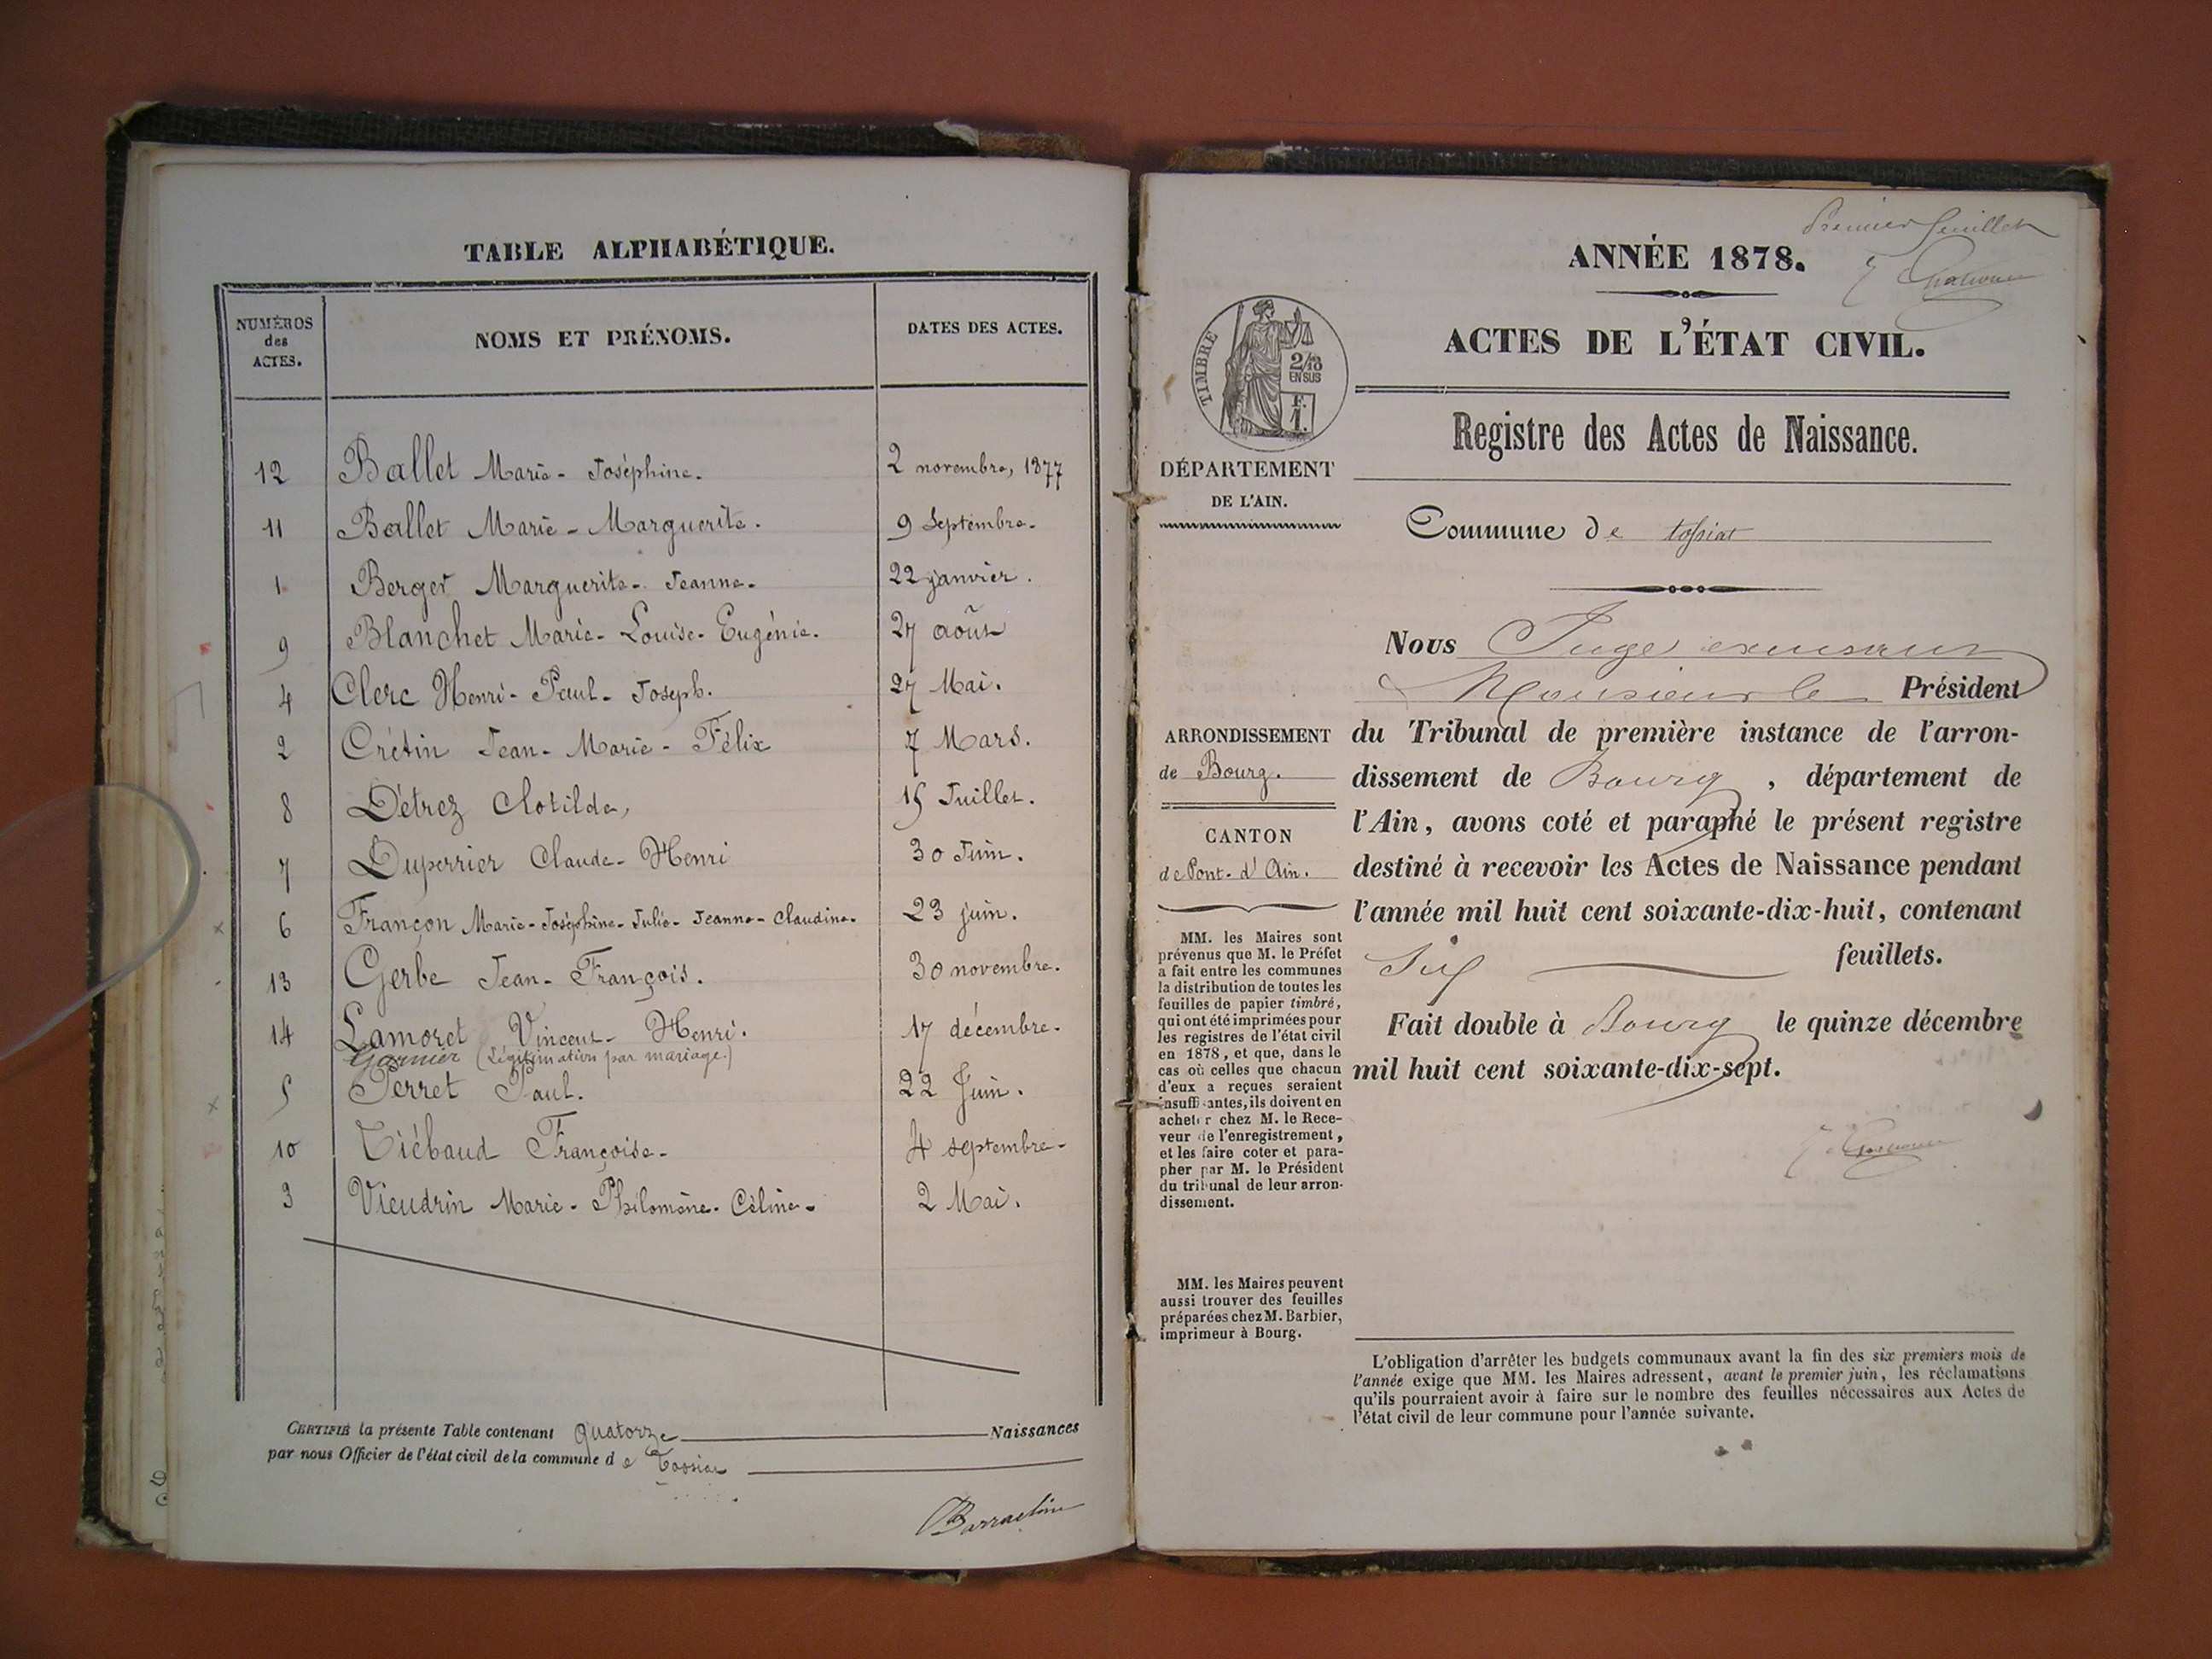 TABLE ALPHABÉTIQUE.
NUMÉROS
des
ACTES.
NOMS ET PRÉNOMS.
DATES DES ACTES.
12 Ballet Marie-Joséphine. 2 novembre, 1877
11 Ballet Marie-Marguerite. 9 Septembre.
1 Berger Marguerite-Jeanne. 22 janvier.
9 Blanchet Marie-Louise-Eugénie. 27 août
4 Clerc Henri-Paul-Joseph. 27 Mai.
2 Crétin Jean-Marie-Félix 7 Mars.
8 Détrez Clotilde, 15 Juillet.
7 Duperrier Claude-Henri 30 Juin.
6 Françon Marie-Joséphine-Julie-Jeanne-Claudine. 23 juin.
13 Gerbe Jean-François. 30 novembre.
14 Lamoret Vincent-Henri. 17 décembre.
Garnier (Légitimation par mariage.)
5 Perret Paul. 22 Juin.
10 Tiébaud Françoise. 4 septembre.
3 Vieudrin Marie-Philomène-Céline. 2 Mai.
CERTIFIÉ la présente Table contenant quatorze Naissances
par nous Officier de l'état civil de la commune de Tossiat
Premier feuillet
ANNÉE 1878.
ACTES DE L'ÉTAT CIVIL.
TIMBRE
2/10
EN SUS
F.
1.
Registre des Actes de Naissance.
DÉPARTEMENT
DE L'AIN.
Commune de tossiat
ARRONDISSEMENT
de Bourg.
CANTON
de Pont-d'Ain.
MM. les Maires sont
prévenus que M. le Préfet
a fait entre les communes
la distribution de toutes les
feuilles de papier timbré,
qui ont été imprimées pour
les registres de l'état civil
en 1878, et que, dans le
cas où celles que chacun
d'eux a reçues seraient
insuffisantes, ils doivent en
acheter chez M. le Rece-
veur de l'enregistrement,
et les faire coter et para-
pher par M. le Président
du tribunal de leur arron-
dissement.
MM. les Maires peuvent
aussi trouver des feuilles
préparées chez M. Barbier,
imprimeur à Bourg.
Nous Juge
Monsieur le Président
du Tribunal de première instance de l'arron-
dissement de Bourg, département de
l'Ain, avons coté et paraphé le présent registre
destiné à recevoir les Actes de Naissance pendant
l'année mil huit cent soixante-dix-huit, contenant
Six feuillets.
Fait double à Bourg le quinze décembre
mil huit cent soixante-dix-sept.
L'obligation d'arrêter les budgets communaux avant la fin des six premiers mois de
l'année exige que MM. les Maires adressent, avant le premier juin, les réclamations
qu'ils pourraient avoir à faire sur le nombre des feuilles nécessaires aux Actes de
l'état civil de leur commune pour l'année suivante.